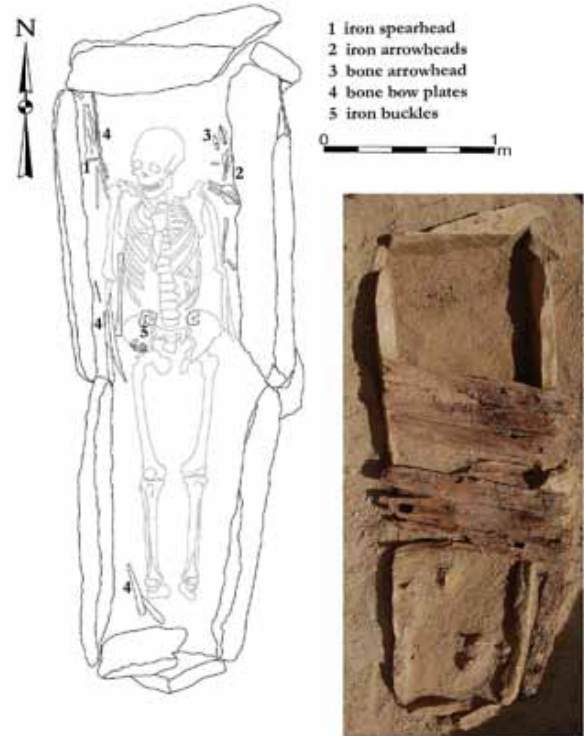 N
1 iron spearhead
2 iron arrowheads
3 bone arrowhead
4 bone bow plates
5 iron buckles
0 1
m
4
3
1
2
4
5
4